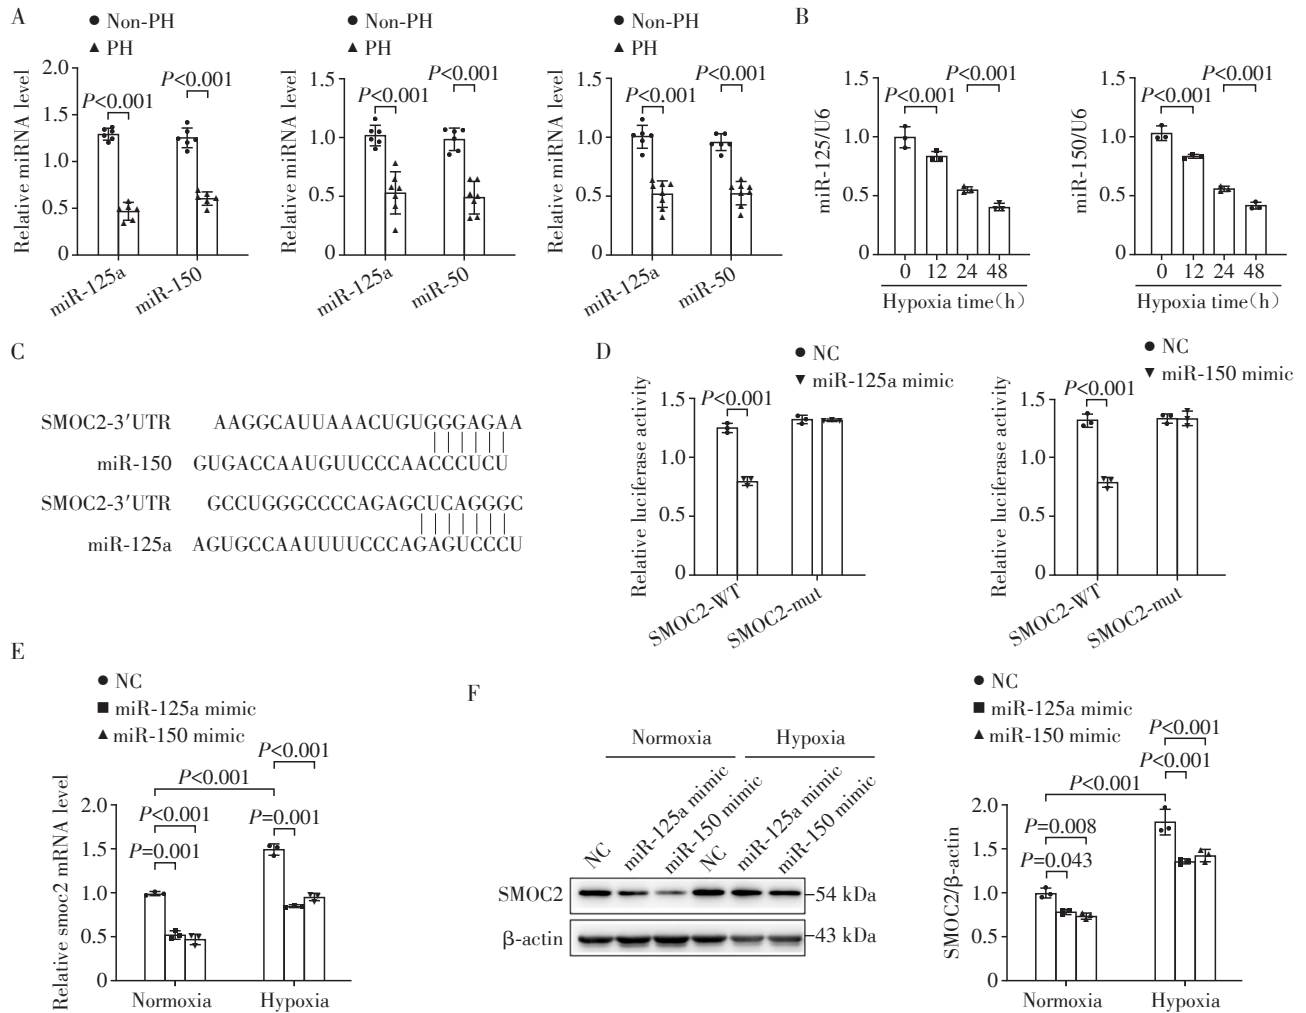 A
● Non-PH
▲ PH
Relative miRNA level
2.0
1.5
1.0
0.5
0
P<0.001
P<0.001
miR-125a
miR-150
● Non-PH
▲ PH
Relative miRNA level
1.5
1.0
0.5
0
P<0.001
P<0.001
miR-125a
miR-50
● Non-PH
▲ PH
Relative miRNA level
1.5
1.0
0.5
0
P<0.001
P<0.001
miR-125a
miR-50
B
miR-125/U6
1.5
1.0
0.5
0
P<0.001
P<0.001
0 12 24 48
Hypoxia time(h)
miR-150/U6
1.5
1.0
0.5
0
P<0.001
P<0.001
0 12 24 48
Hypoxia time(h)
C
SMOC2-3′UTR AAGGCAUUAAACUGUGGGAGAA
miR-150 GUGACCAAUGUUCCCAACCCUCU
SMOC2-3′UTR GCCUGGGCCCCAGAGCUCAGGGC
miR-125a AGUGCCAAUUUUCCCAGAGUCCCU
D
● NC
▼ miR-125a mimic
Relative luciferase activity
1.5
1.0
0.5
0
P<0.001
SMOC2-WT
SMOC2-mut
● NC
▼ miR-150 mimic
Relative luciferase activity
1.5
1.0
0.5
0
P<0.001
SMOC2-WT
SMOC2-mut
E
● NC
■ miR-125a mimic
▲ miR-150 mimic
Relative smoc2 mRNA level
2.0
1.5
1.0
0.5
0
P<0.001
P<0.001
P<0.001
P=0.001
P=0.001
Normoxia
Hypoxia
F
Normoxia
Hypoxia
NC
miR-125a mimic
miR-150 mimic
NC
miR-125a mimic
miR-150 mimic
SMOC2
54 kDa
β-actin
43 kDa
● NC
■ miR-125a mimic
▲ miR-150 mimic
SMOC2/β-actin
2.0
1.5
1.0
0.5
0
P<0.001
P<0.001
P<0.001
P=0.008
P=0.043
Normoxia
Hypoxia